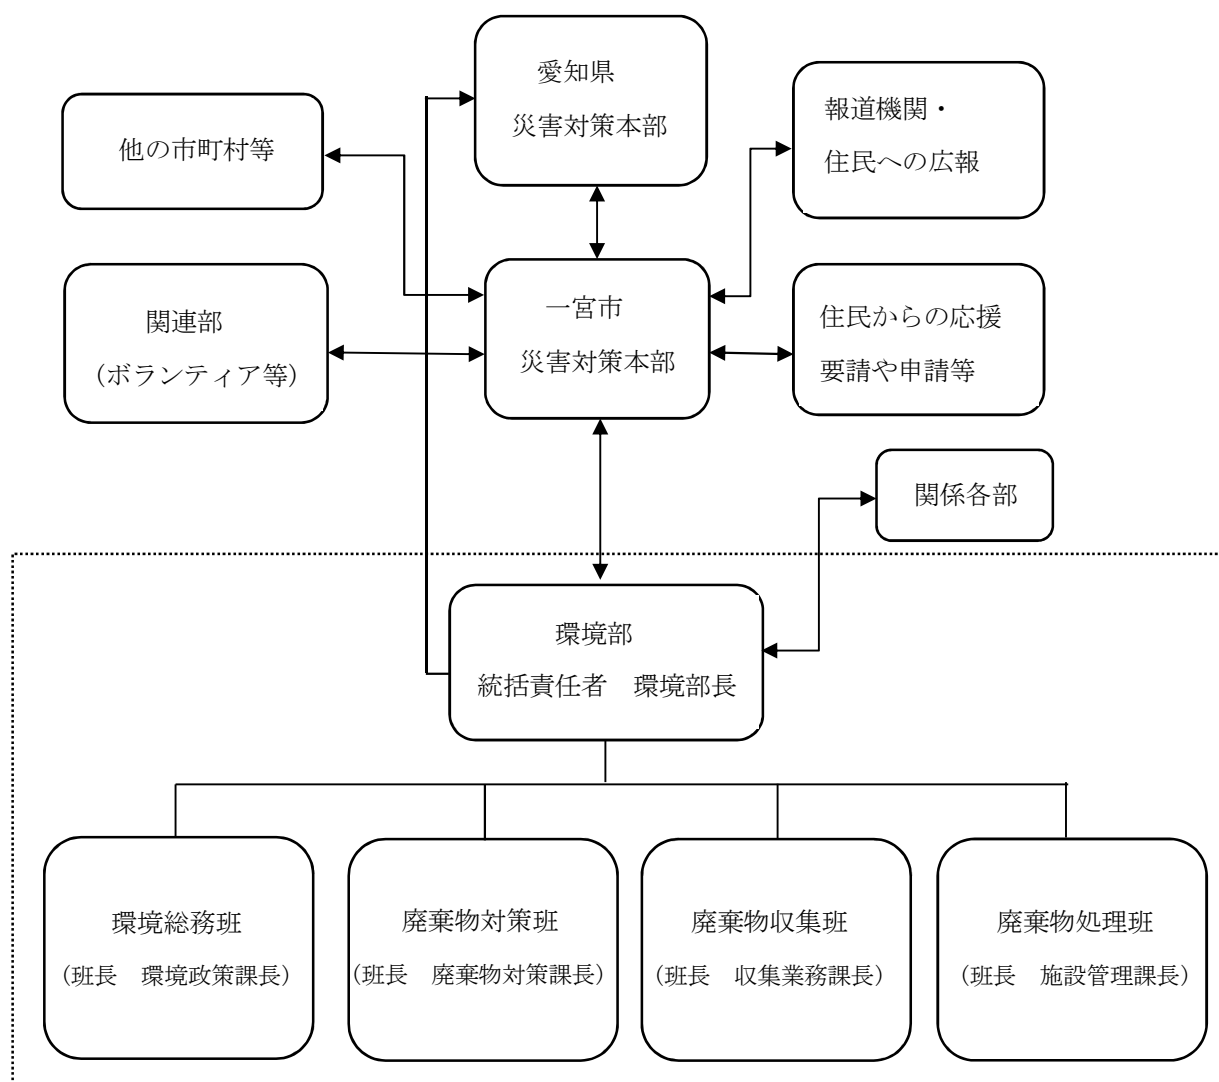 愛知県
災害対策本部
報道機関・
住民への広報
他の市町村等
一宮市
災害対策本部
関連部
（ボランティア等）
住民からの応援
要請や申請等
関係各部
環境部
統括責任者　環境部長
環境総務班
（班長　環境政策課長）
廃棄物対策班
（班長　廃棄物対策課長）
廃棄物収集班
（班長　収集業務課長）
廃棄物処理班
（班長　施設管理課長）